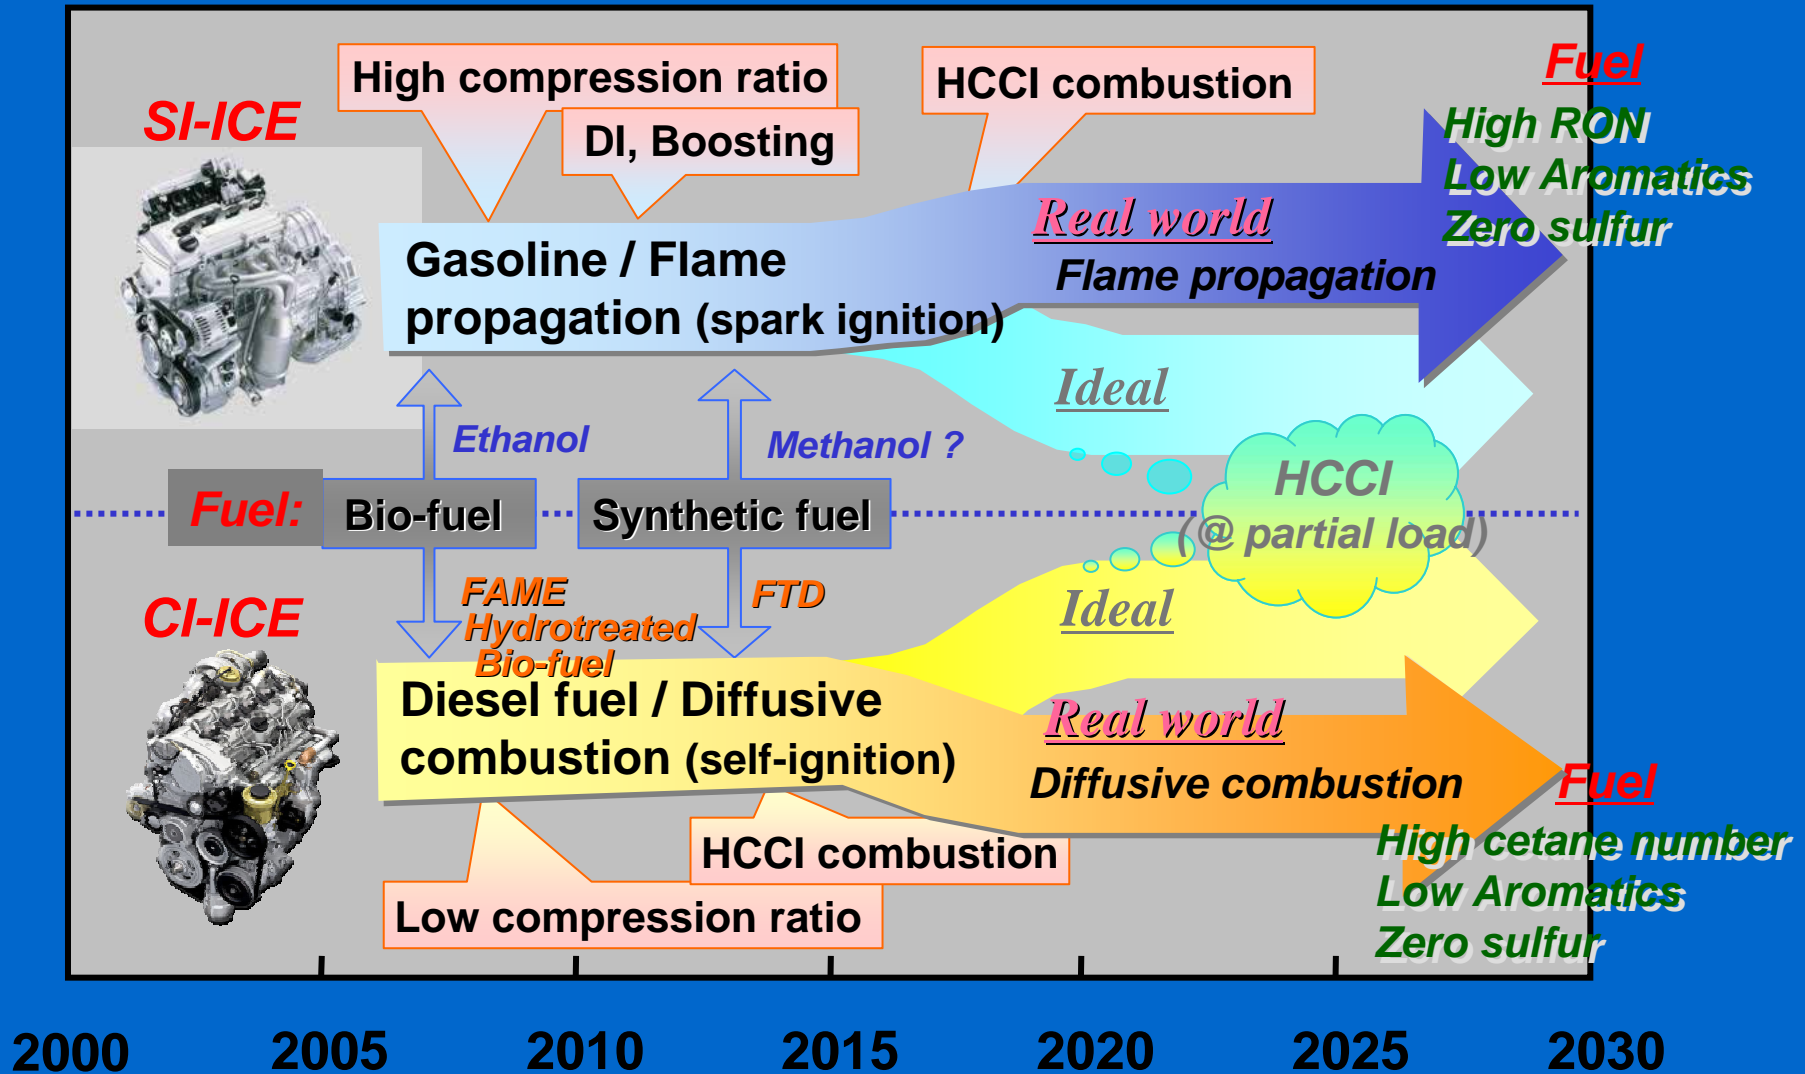 High compression ratio
HCCI combustion
Fuel
SI-ICE
DI, Boosting
High RON
Low Aromatics
Zero sulfur
Real world
Gasoline / Flame
propagation (spark ignition)
Flame propagation
Ideal
Ethanol
Methanol ?
HCCI
(@ partial load)
Fuel:
Bio-fuel
Synthetic fuel
CI-ICE
FAME
Hydrotreated
Bio-fuel
FTD
Ideal
Diesel fuel / Diffusive
combustion (self-ignition)
Real world
Diffusive combustion
Fuel
High cetane number
Low Aromatics
Zero sulfur
HCCI combustion
Low compression ratio
2000 2005 2010 2015 2020 2025 2030